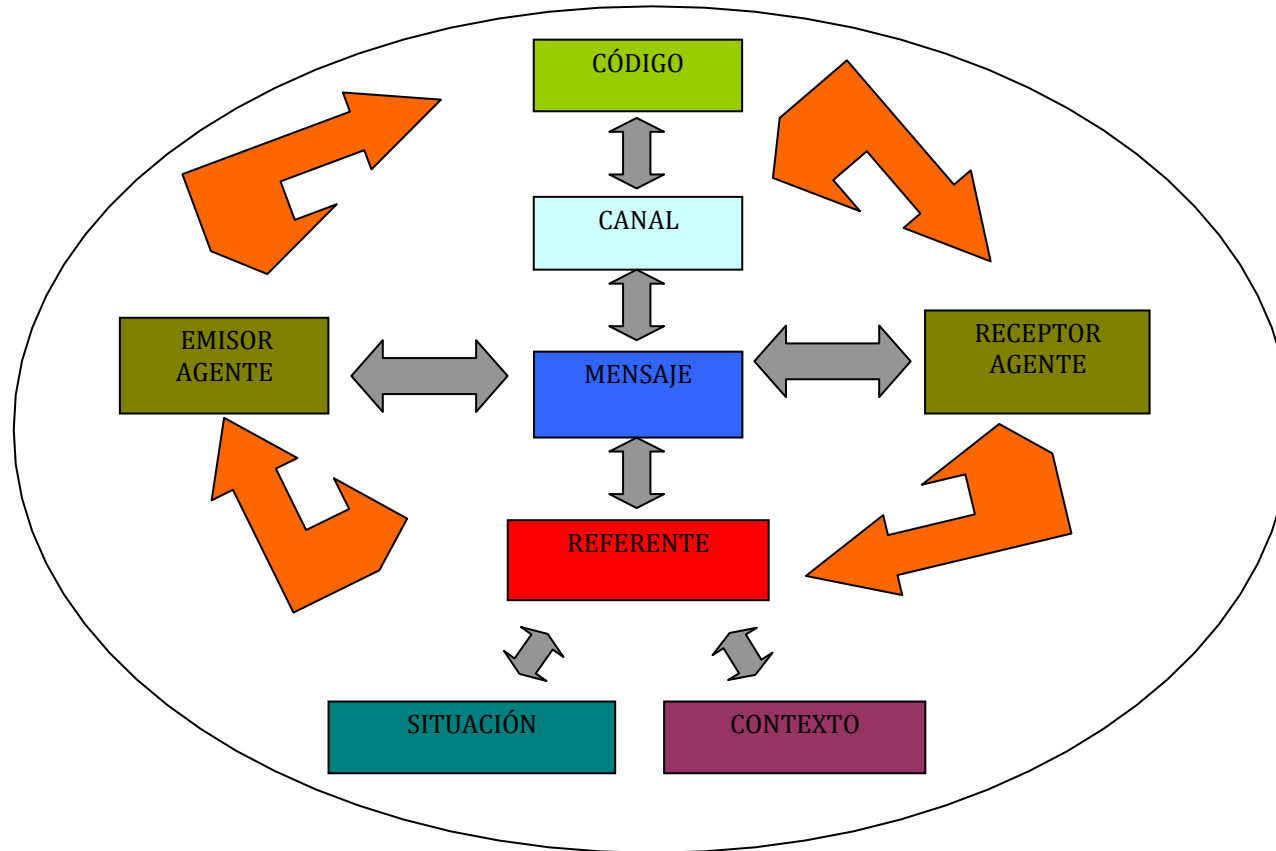 CÓDIGO
CANAL
EMISOR
AGENTE
MENSAJE
RECEPTOR
AGENTE
REFERENTE
SITUACIÓN
CONTEXTO